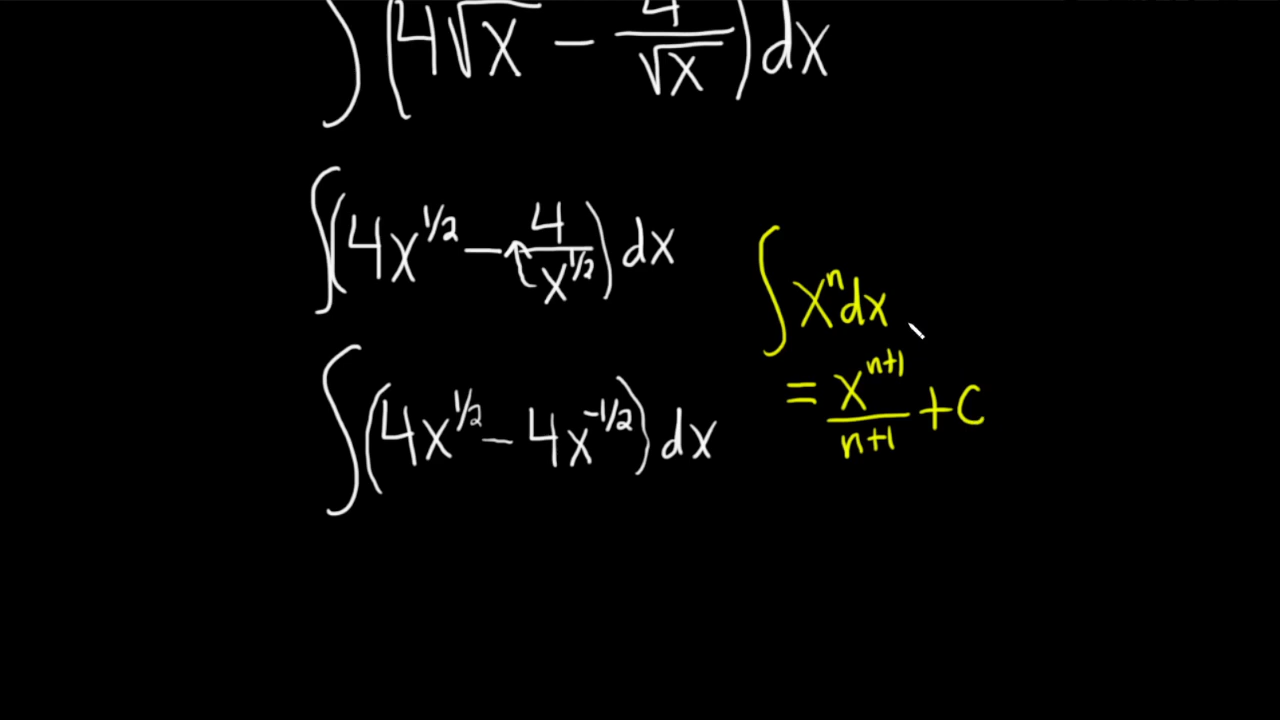 ∫(4√x − 4/√x)dx
∫(4x^1/2 − 4/x^1/2)dx
∫(4x^1/2 − 4x^-1/2)dx
∫x^n dx
= x^n+1/n+1 + C